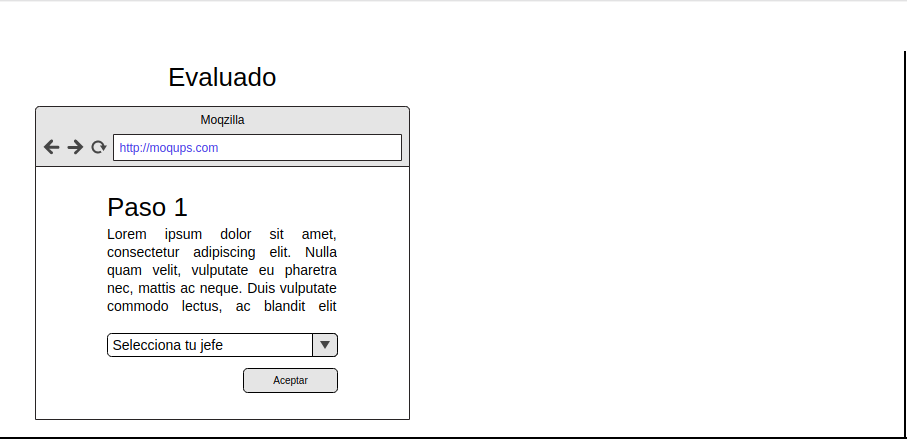 Evaluado
Moqzilla
http://moqups.com
Paso 1
Lorem ipsum dolor sit amet,
consectetur adipiscing elit. Nulla
quam velit, vulputate eu pharetra
nec, mattis ac neque. Duis vulputate
commodo lectus, ac blandit elit
Selecciona tu jefe
Aceptar